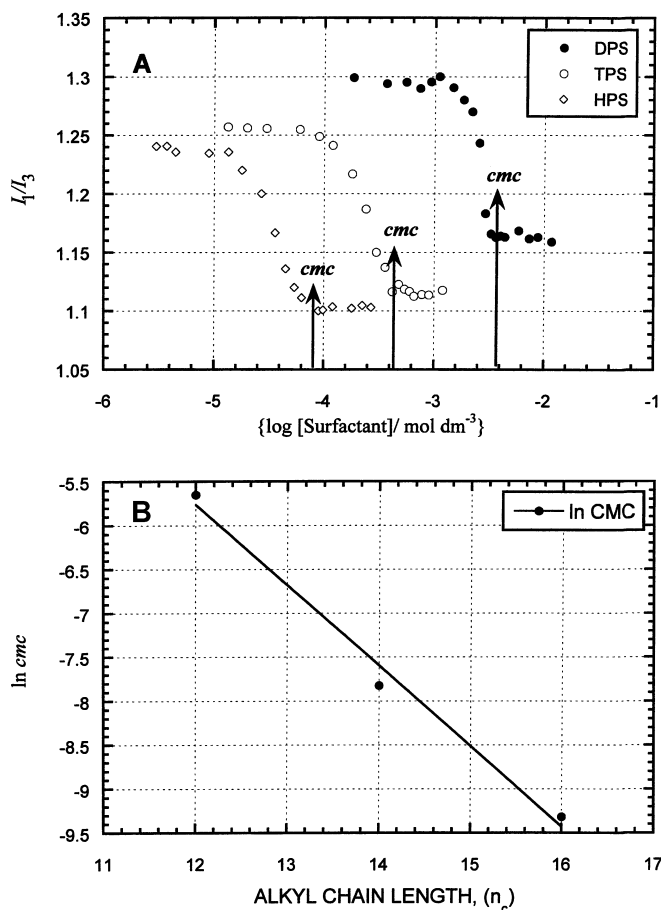 A
DPS
TPS
HPS
cmc
cmc
cmc
I₁/I₃
1.35
1.3
1.25
1.2
1.15
1.1
1.05
-6 -5 -4 -3 -2 -1
{log [Surfactant]/ mol dm⁻³}
B
ln CMC
ln cmc
-5.5
-6
-6.5
-7
-7.5
-8
-8.5
-9
-9.5
11 12 13 14 15 16 17
ALKYL CHAIN LENGTH, (n_c)